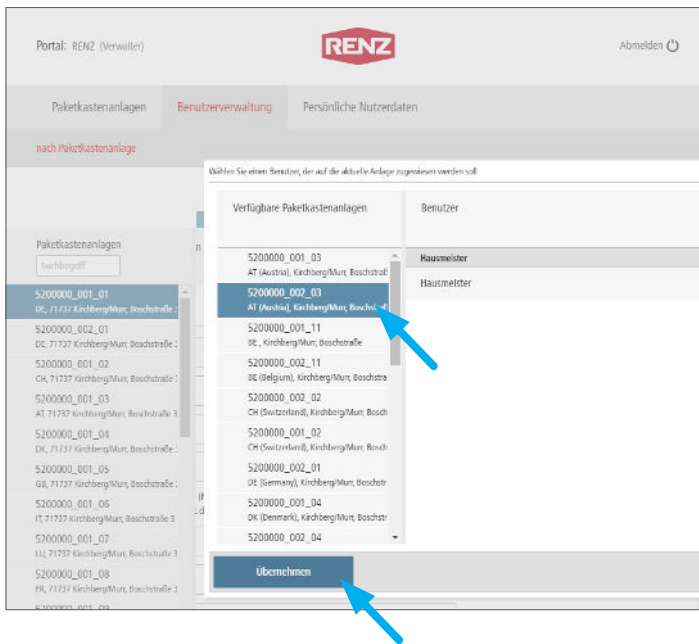 Portal: RENZ (Verwalter)
RENZ
Abmelden
Paketkastenanlagen
Benutzerverwaltung
Persönliche Nutzerdaten
nach Paketkastenanlage
Wählen Sie einen Benutzer, der auf die aktuelle Anlage zugewiesen werden soll
Paketkastenanlagen
Suchbegriff
5200000_001_01
DE, 71737 Kirchberg/Murr, Boschstraße 3
5200000_002_01
DE, 71737 Kirchberg/Murr, Boschstraße 3
5200000_001_02
CH, 71737 Kirchberg/Murr, Boschstraße
5200000_001_03
AT, 71737 Kirchberg/Murr, Boschstraße 3
5200000_001_04
DK, 71737 Kirchberg/Murr, Boschstraße
5200000_001_05
GB, 71737 Kirchberg/Murr, Boschstraße
5200000_001_06
IT, 71737 Kirchberg/Murr, Boschstraße 3
5200000_001_07
LU, 71737 Kirchberg/Murr, Boschstraße 3
5200000_001_08
FR, 71737 Kirchberg/Murr, Boschstraße 3
5200000_001_09
Verfügbare Paketkastenanlagen
5200000_001_03
AT (Austria), Kirchberg/Murr, Boschstraß
5200000_002_03
AT (Austria), Kirchberg/Murr,
5200000_001_11
BE , Kirchberg/Murr, Boschstraße
5200000_002_11
BE (Belgium), Kirchberg/Murr, Boschstra
5200000_002_02
CH (Switzerland), Kirchberg/Murr, Bosch
5200000_001_02
CH (Switzerland), Kirchberg/Murr, Bosch
5200000_002_01
DE (Germany), Kirchberg/Murr, Boschstr
5200000_001_04
DK (Denmark), Kirchberg/Murr, Boschstr
5200000_002_04
Benutzer
Hausmeister
Hausmeister
Übernehmen